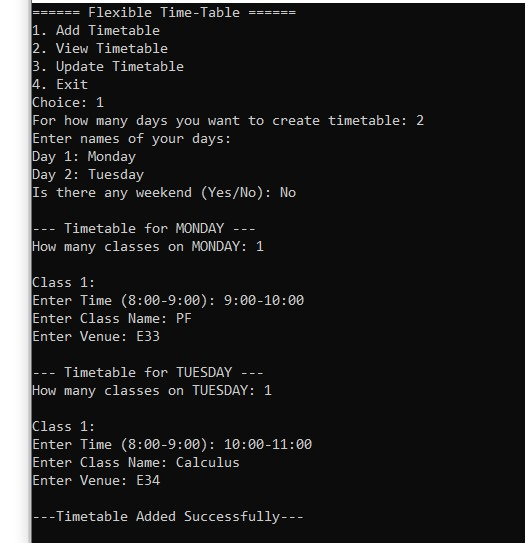 ====== Flexible Time-Table ======
1. Add Timetable
2. View Timetable
3. Update Timetable
4. Exit
Choice: 1
For how many days you want to create timetable: 2
Enter names of your days:
Day 1: Monday
Day 2: Tuesday
Is there any weekend (Yes/No): No
--- Timetable for MONDAY ---
How many classes on MONDAY: 1
Class 1:
Enter Time (8:00-9:00): 9:00-10:00
Enter Class Name: PF
Enter Venue: E33
--- Timetable for TUESDAY ---
How many classes on TUESDAY: 1
Class 1:
Enter Time (8:00-9:00): 10:00-11:00
Enter Class Name: Calculus
Enter Venue: E34
---Timetable Added Successfully---